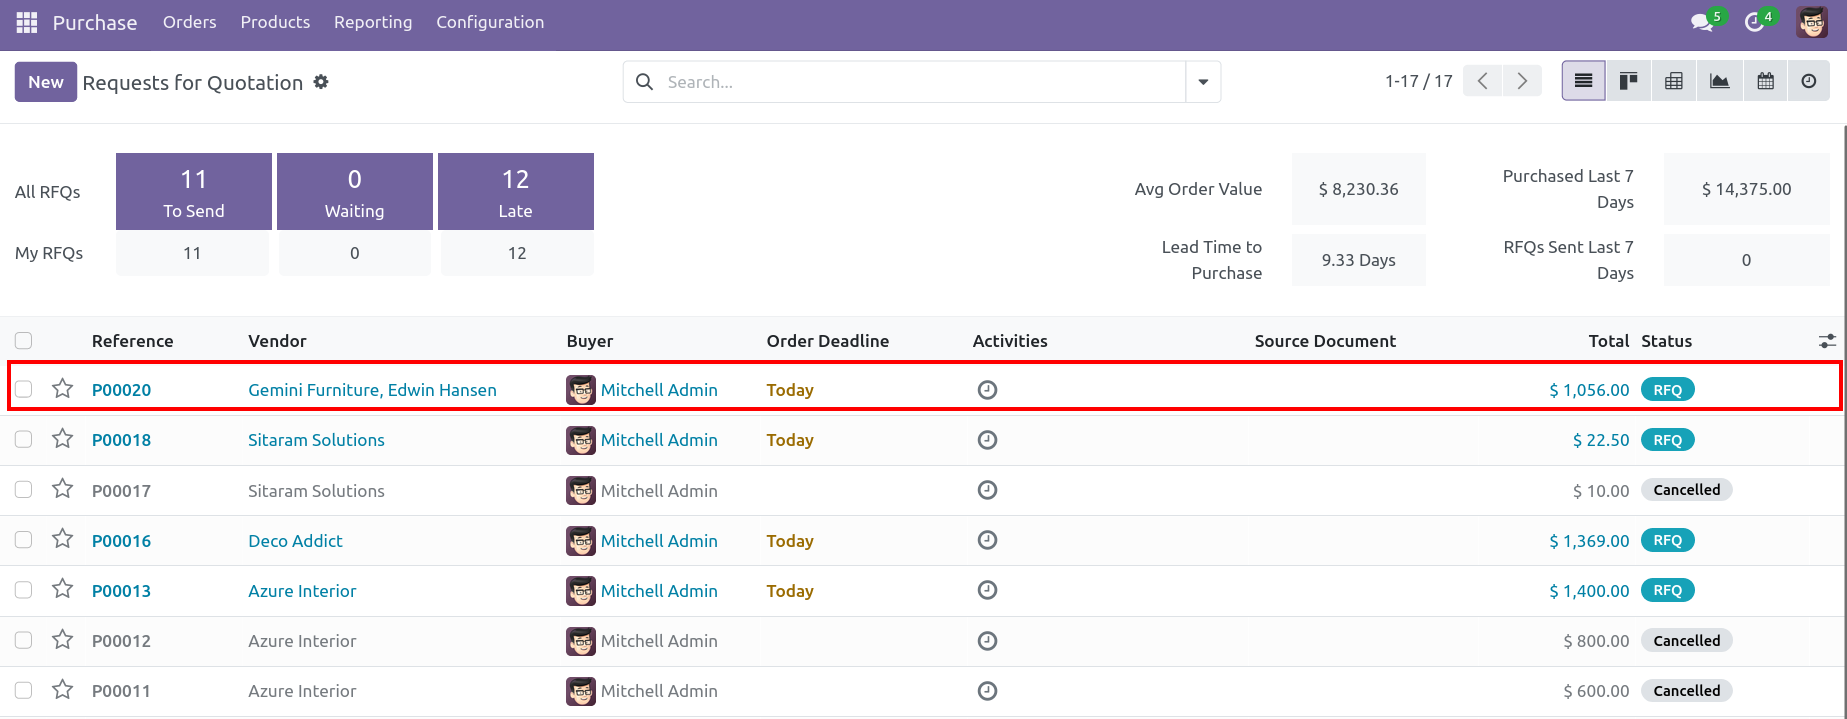 Purchase Orders Products Reporting Configuration 5 4
New Requests for Quotation Search... 1-17 / 17
All RFQs 11 To Send 0 Waiting 12 Late
My RFQs 11 0 12
Avg Order Value $ 8,230.36 Purchased Last 7 Days $ 14,375.00
Lead Time to Purchase 9.33 Days RFQs Sent Last 7 Days 0
Reference Vendor Buyer Order Deadline Activities Source Document Total Status
P00020 Gemini Furniture, Edwin Hansen Mitchell Admin Today $ 1,056.00 RFQ
P00018 Sitaram Solutions Mitchell Admin Today $ 22.50 RFQ
P00017 Sitaram Solutions Mitchell Admin $ 10.00 Cancelled
P00016 Deco Addict Mitchell Admin Today $ 1,369.00 RFQ
P00013 Azure Interior Mitchell Admin Today $ 1,400.00 RFQ
P00012 Azure Interior Mitchell Admin $ 800.00 Cancelled
P00011 Azure Interior Mitchell Admin $ 600.00 Cancelled